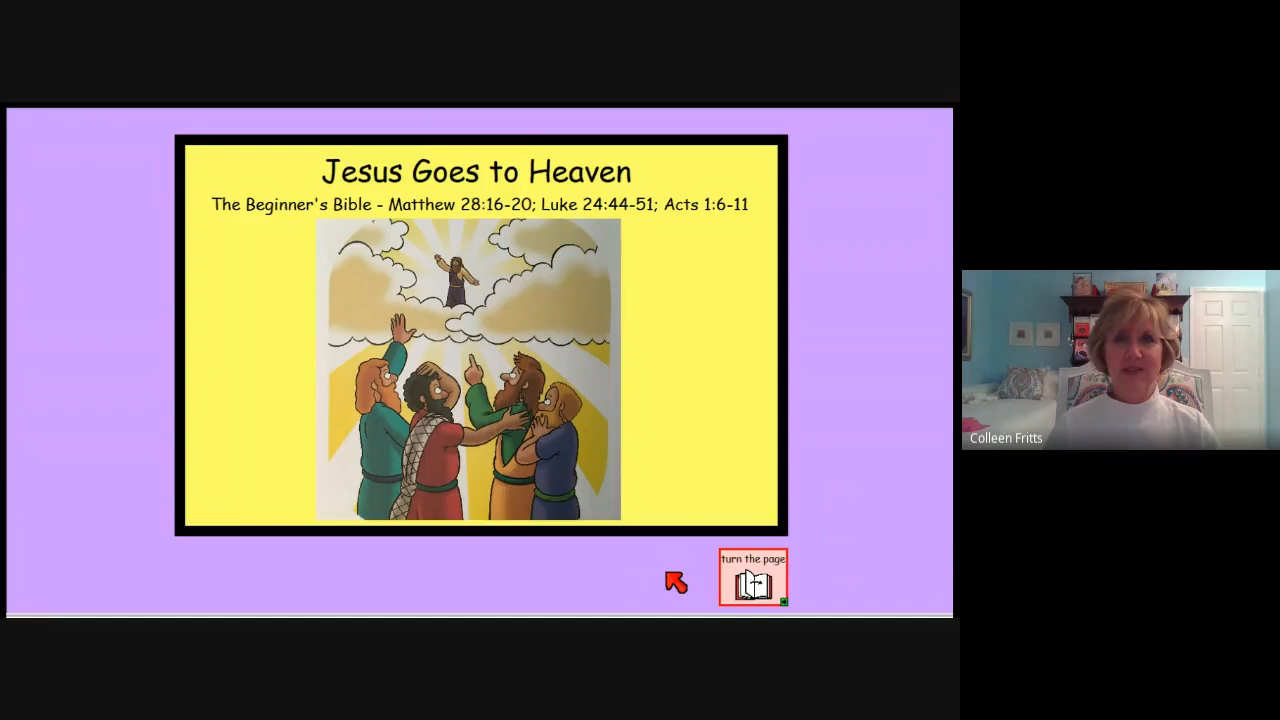 Jesus Goes to Heaven
The Beginner's Bible - Matthew 28:16-20; Luke 24:44-51; Acts 1:6-11
turn the page
Colleen Fritts